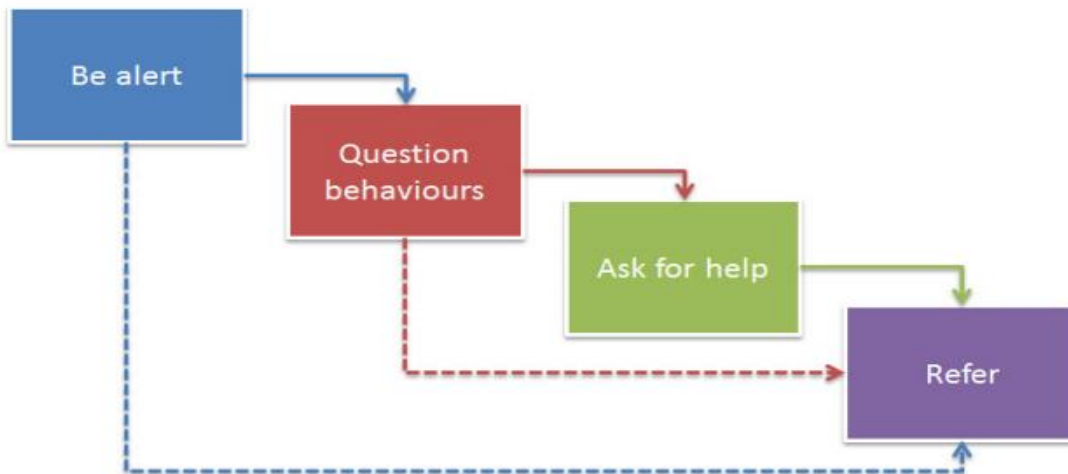 Be alert
Question
behaviours
Ask for help
Refer